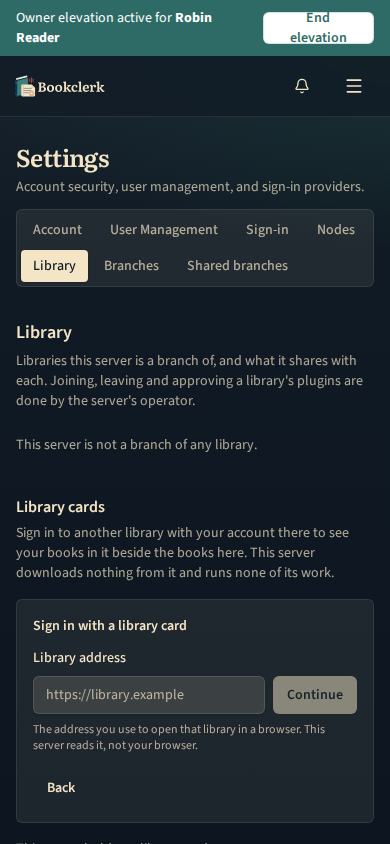 Owner elevation active for Robin
Reader
End
elevation
Bookclerk
Settings
Account security, user management, and sign-in providers.
Account
User Management
Sign-in
Nodes
Library
Branches
Shared branches
Library
Libraries this server is a branch of, and what it shares with
each. Joining, leaving and approving a library's plugins are
done by the server's operator.
This server is not a branch of any library.
Library cards
Sign in to another library with your account there to see
your books in it beside the books here. This server
downloads nothing from it and runs none of its work.
Sign in with a library card
Library address
https://library.example
Continue
The address you use to open that library in a browser. This
server reads it, not your browser.
Back